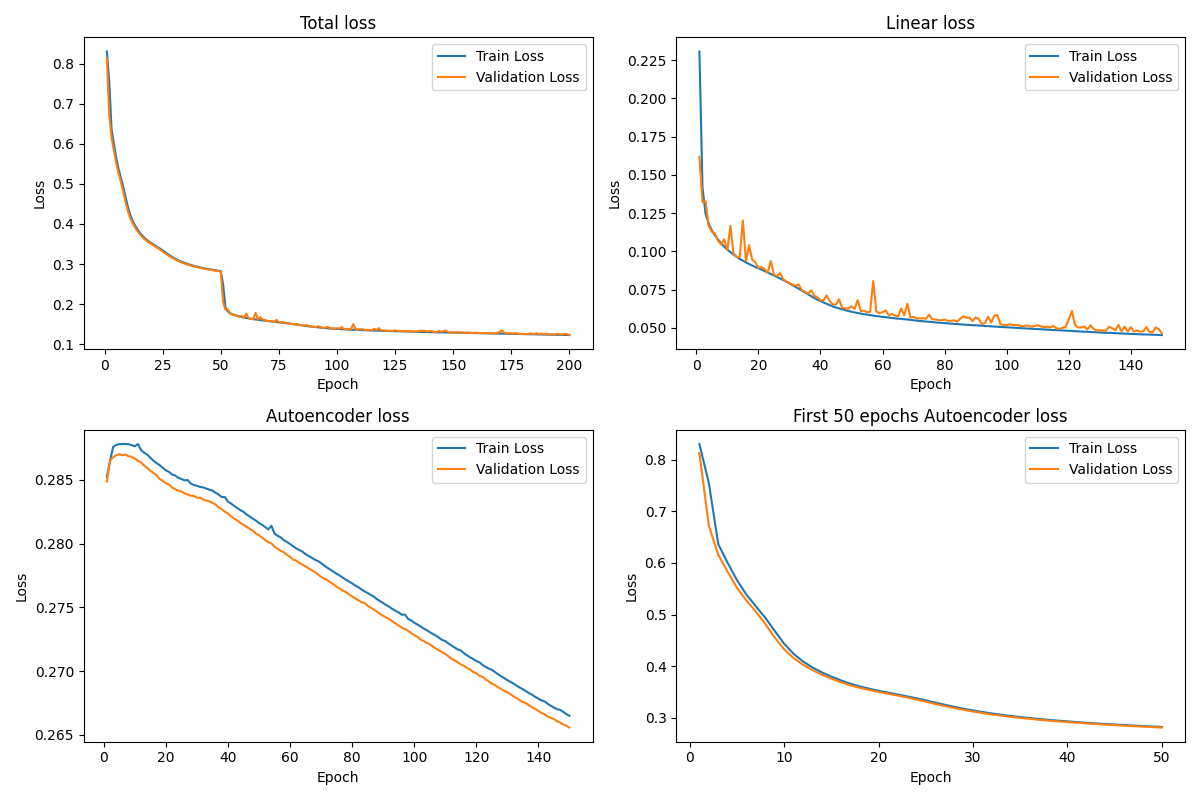 Total loss
Loss
0.8
0.7
0.6
0.5
0.4
0.3
0.2
0.1
Train Loss
Validation Loss
0 25 50 75 100 125 150 175 200
Epoch
Linear loss
Loss
0.225
0.200
0.175
0.150
0.125
0.100
0.075
0.050
Train Loss
Validation Loss
0 20 40 60 80 100 120 140
Epoch
Autoencoder loss
Loss
0.285
0.280
0.275
0.270
0.265
Train Loss
Validation Loss
0 20 40 60 80 100 120 140
Epoch
First 50 epochs Autoencoder loss
Loss
0.8
0.7
0.6
0.5
0.4
0.3
Train Loss
Validation Loss
0 10 20 30 40 50
Epoch